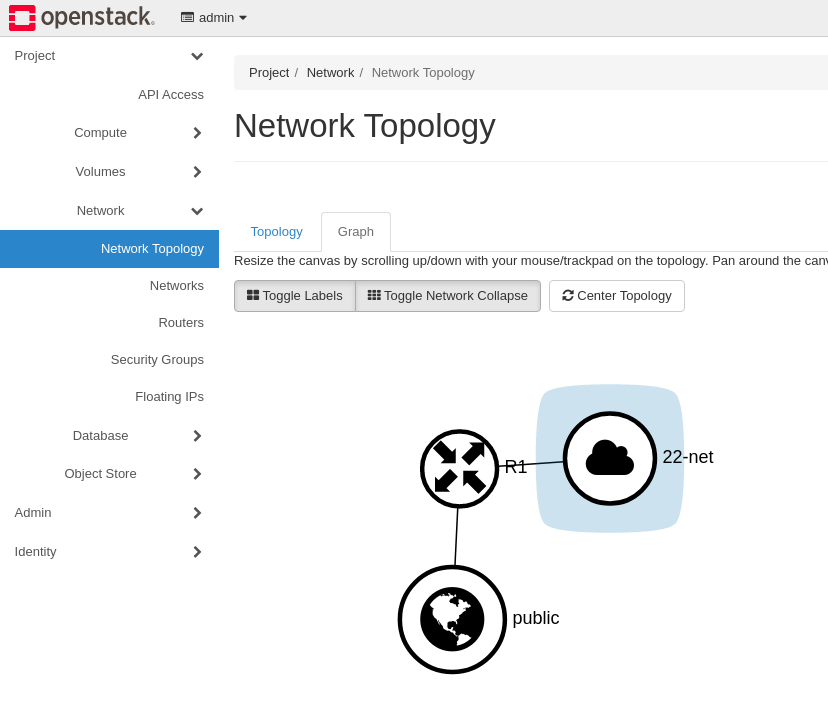 openstack. admin
Project
API Access
Compute
Volumes
Network
Network Topology
Networks
Routers
Security Groups
Floating IPs
Database
Object Store
Admin
Identity
Project / Network / Network Topology
Network Topology
Topology Graph
Resize the canvas by scrolling up/down with your mouse/trackpad on the topology. Pan around the
Toggle Labels Toggle Network Collapse Center Topology
R1
22-net
public